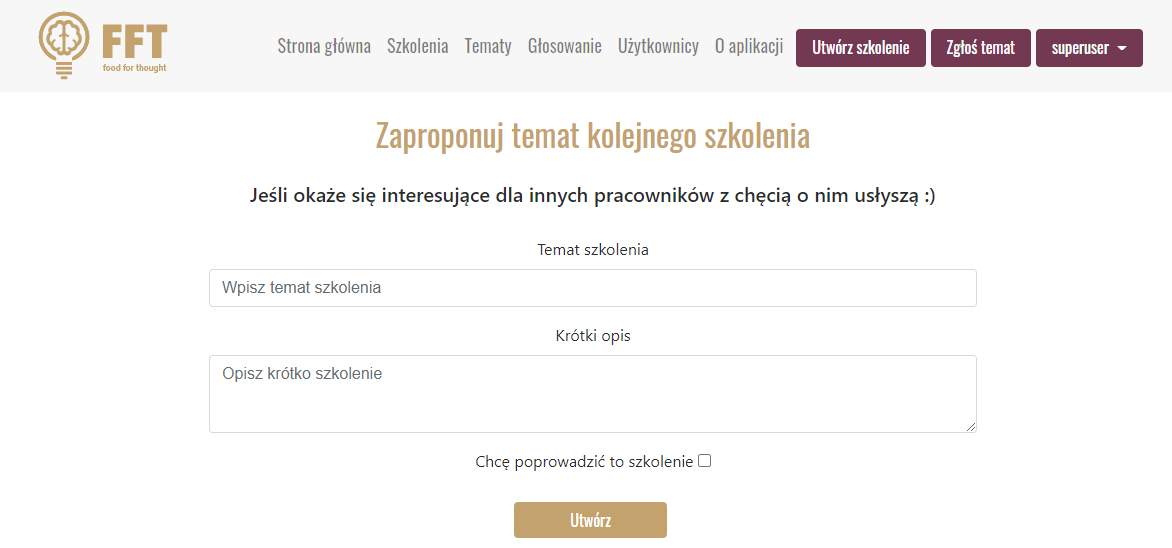 FFT
food for thought
Strona główna Szkolenia Tematy Głosowanie Użytkownicy O aplikacji Utwórz szkolenie Zgłoś temat superuser
Zaproponuj temat kolejnego szkolenia
Jeśli okaże się interesujące dla innych pracowników z chęcią o nim usłyszą :)
Temat szkolenia
Wpisz temat szkolenia
Krótki opis
Opisz krótko szkolenie
Chcę poprowadzić to szkolenie
Utwórz